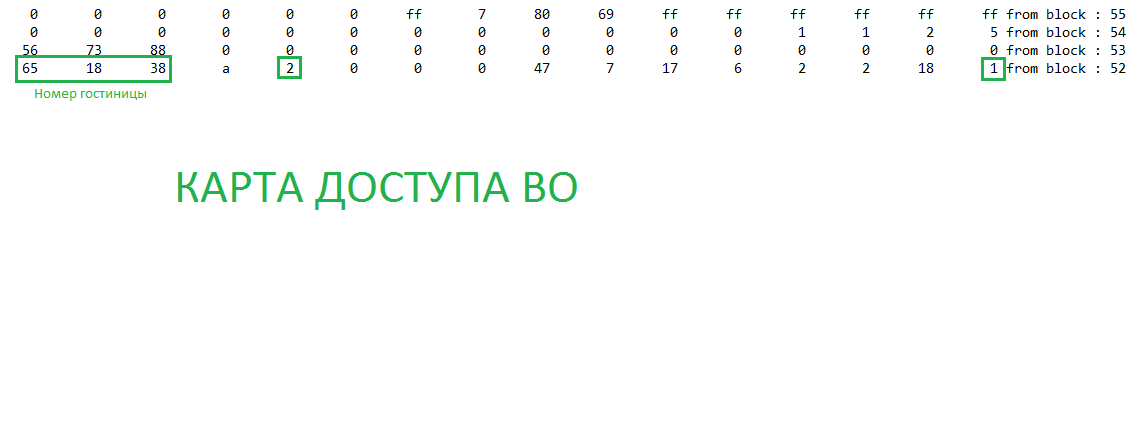 0 0 0 0 0 0 ff 7 80 69 ff ff ff ff ff ff from block : 55
0 0 0 0 0 0 0 0 0 0 0 0 1 1 2 5 from block : 54
56 73 88 0 0 0 0 0 0 0 0 0 0 0 0 0 from block : 53
65 18 38 a 2 0 0 0 47 7 17 6 2 2 18 1 from block : 52
Номер гостиницы
КАРТА ДОСТУПА ВО